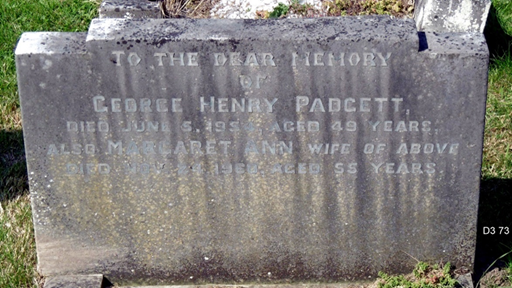 TO THE DEAR MEMORY
OF
GEORGE HENRY PADGETT,
DIED JUNE 5, AGED 49 YEARS.
ALSO MARGARET ANN WIFE OF ABOVE
DIED AGED 55 YEARS.
D3 73